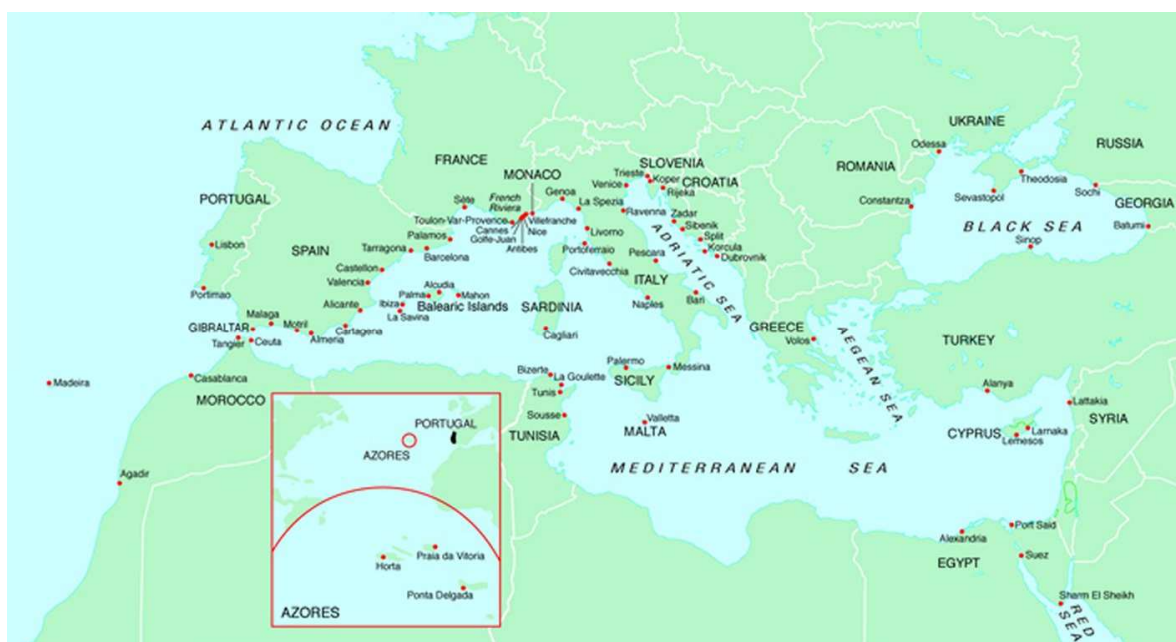 ATLANTIC OCEAN
UKRAINE
Odessa
RUSSIA
FRANCE
SLOVENIA
MONACO
Trieste
Koper
Venice
CROATIA
Rijeka
ROMANIA
Theodosia
Sevastopol
Sochi
GEORGIA
Constantza
BLACK SEA
Batumi
Sinop
PORTUGAL
Sète
French
Riviera
Genoa
La Spezia
Toulon-Var-Provence
Villefranche
Ravenna
Zadar
Cannes
Nice
Sibenik
Golfe-Juan
Livorno
Split
Palamos
Antibes
Portoferraio
Korcula
Lisbon
SPAIN
Tarragona
Barcelona
Pescara
Dubrovnik
ADRIATIC SEA
Castellon
Civitavecchia
ITALY
Valencia
Alcudia
Portimao
Palma
Mahon
Ibiza
Balearic Islands
SARDINIA
Naples
Bari
Alicante
La Savina
Malaga
GIBRALTAR
Motril
Cartagena
Almeria
Cagliari
GREECE
Volos
AEGEAN SEA
TURKEY
Tangier
Ceuta
Palermo
Messina
Madeira
Casablanca
Bizerte
La Goulette
SICILY
MOROCCO
Tunis
Alanya
Lattakia
Sousse
Valletta
SYRIA
TUNISIA
MALTA
CYPRUS
Larnaka
Lemesos
PORTUGAL
AZORES
MEDITERRANEAN SEA
Agadir
Port Said
Alexandria
Suez
EGYPT
Praia da Vitoria
Horta
Ponta Delgada
AZORES
Sharm El Sheikh
RED
SEA